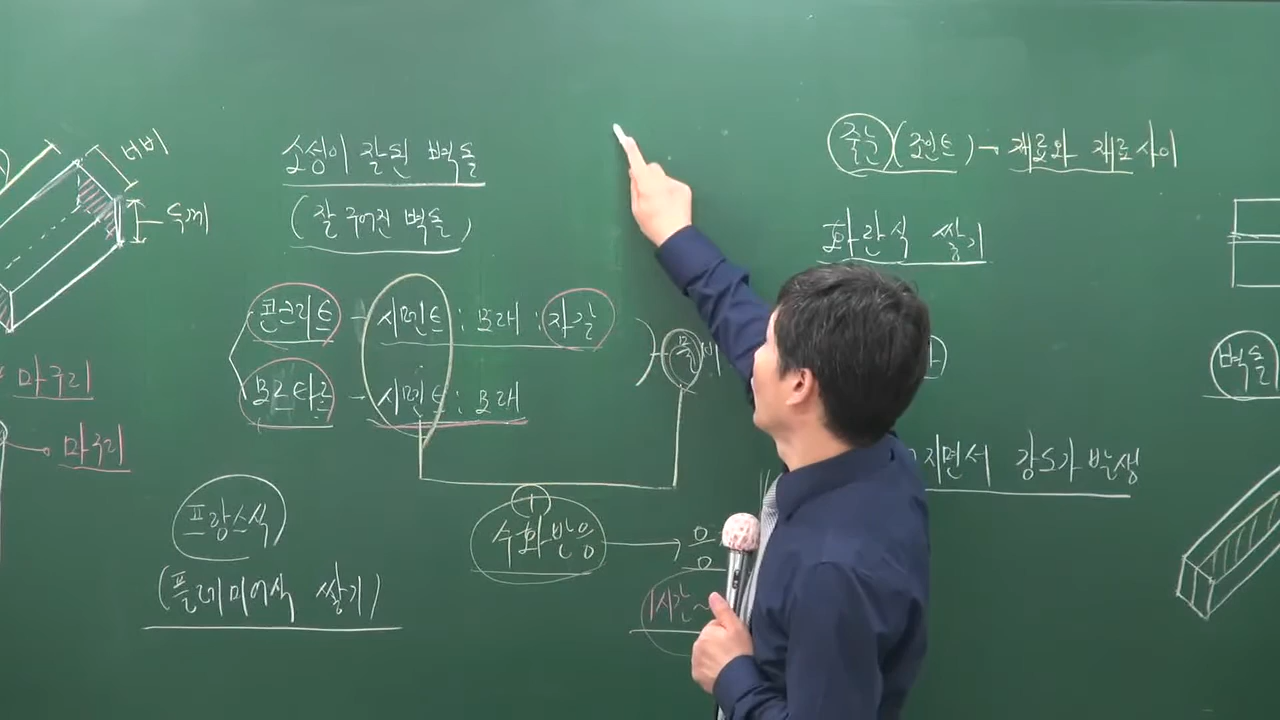 너비
두께
마구리
마구리
소성이 잘된 벽돌
(잘 구어진 벽돌)
콘크리트 - 시멘트 : 모래 : 자갈
모르타르 - 시멘트 : 모래
물
프랑스식
(플레미쉬식 쌓기)
수화반응 →
1시간~
줄눈 (조인트) → 재료와 재료사이
화란식 쌓기
지면서 강도가 발생
벽돌